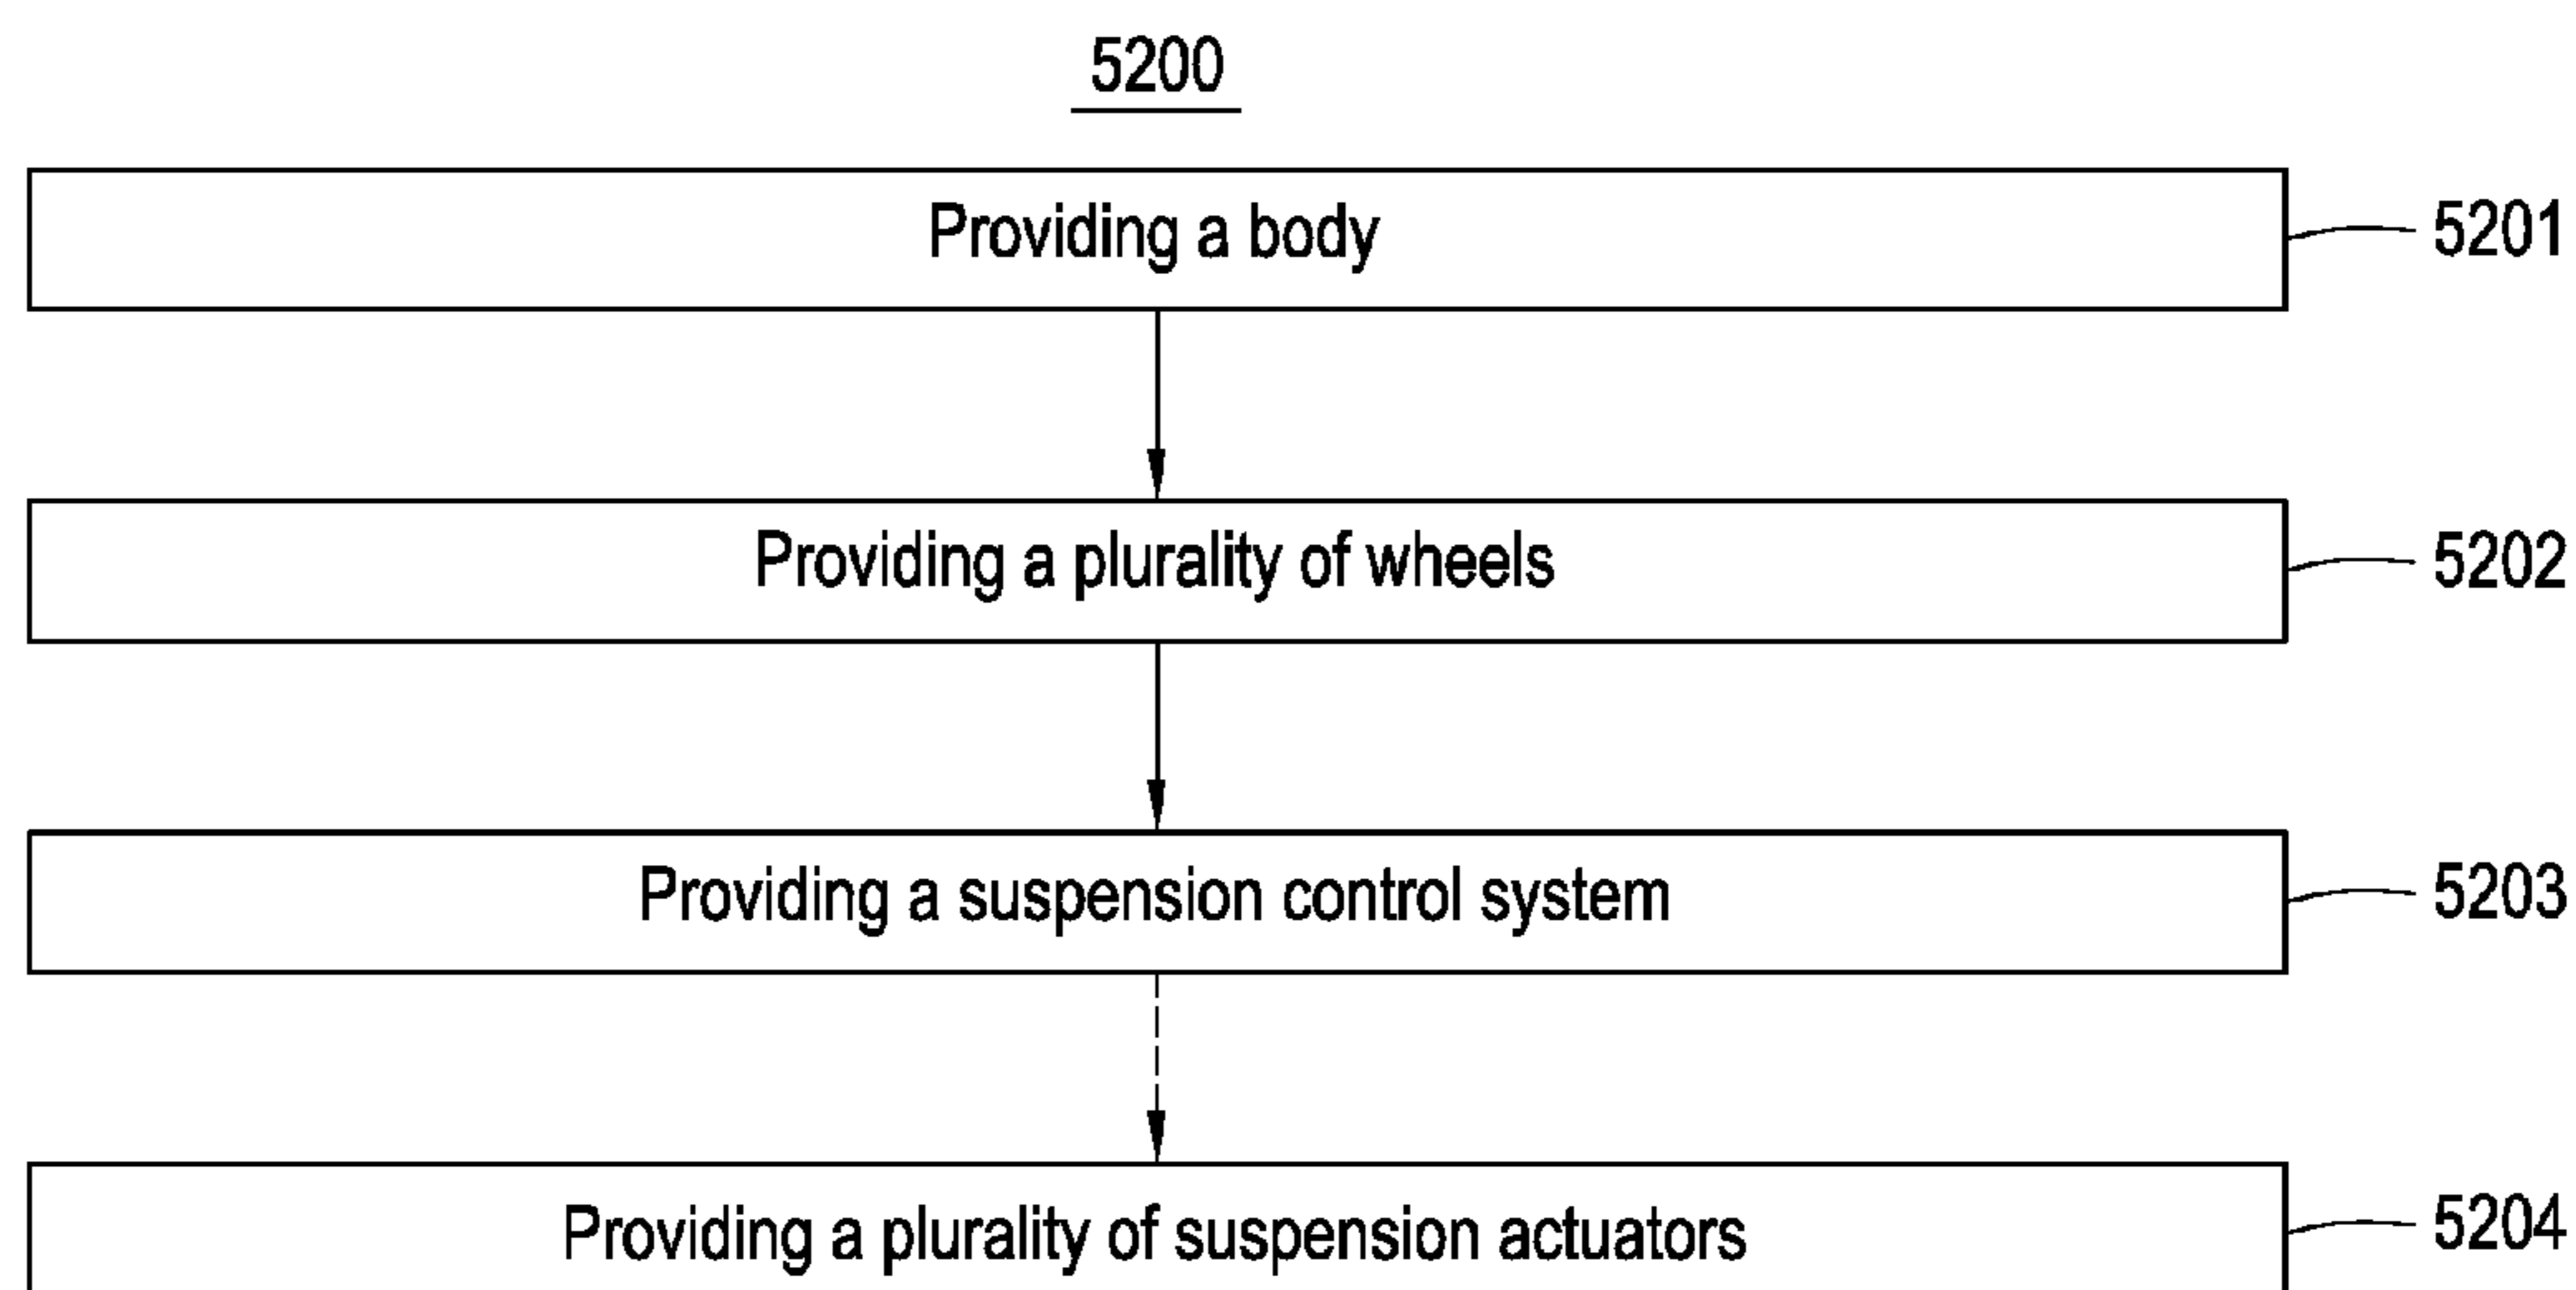 5200
Providing a body
5201
Providing a plurality of wheels
5202
Providing a suspension control system
5203
Providing a plurality of suspension actuators
5204